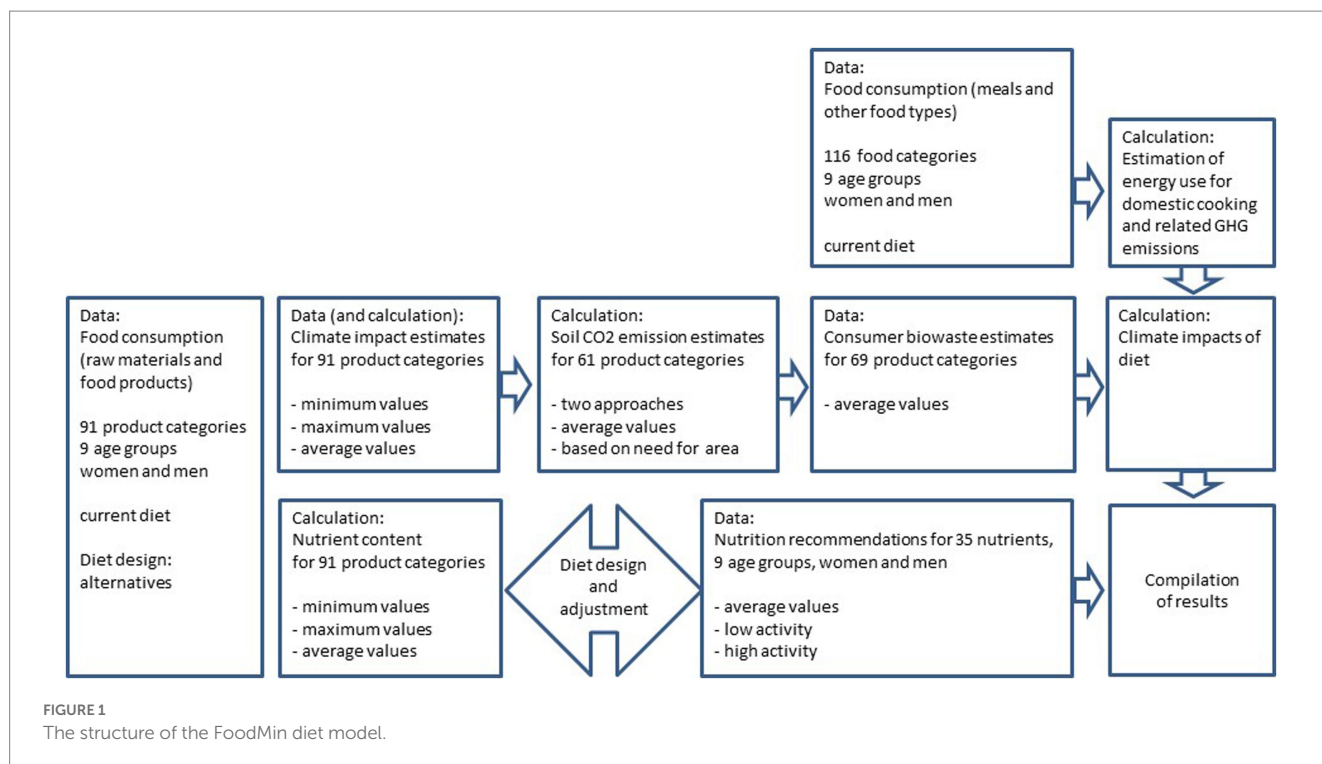 Data:
Food consumption (meals and
other food types)
116 food categories
9 age groups
women and men
current diet
Calculation:
Estimation of
energy use for
domestic cooking
and related GHG
emissions
Data:
Food consumption
(raw materials and
food products)
91 product categories
9 age groups
women and men
current diet
Diet design:
alternatives
Data (and calculation):
Climate impact estimates
for 91 product categories
- minimum values
- maximum values
- average values
Calculation:
Soil CO2 emission estimates
for 61 product categories
- two approaches
- average values
- based on need for area
Data:
Consumer biowaste estimates
for 69 product categories
- average values
Calculation:
Climate impacts of
diet
Calculation:
Nutrient content
for 91 product categories
- minimum values
- maximum values
- average values
Diet design
and
adjustment
Data:
Nutrition recommendations for 35 nutrients,
9 age groups, women and men
- average values
- low activity
- high activity
Compilation
of results
FIGURE 1
The structure of the FoodMin diet model.